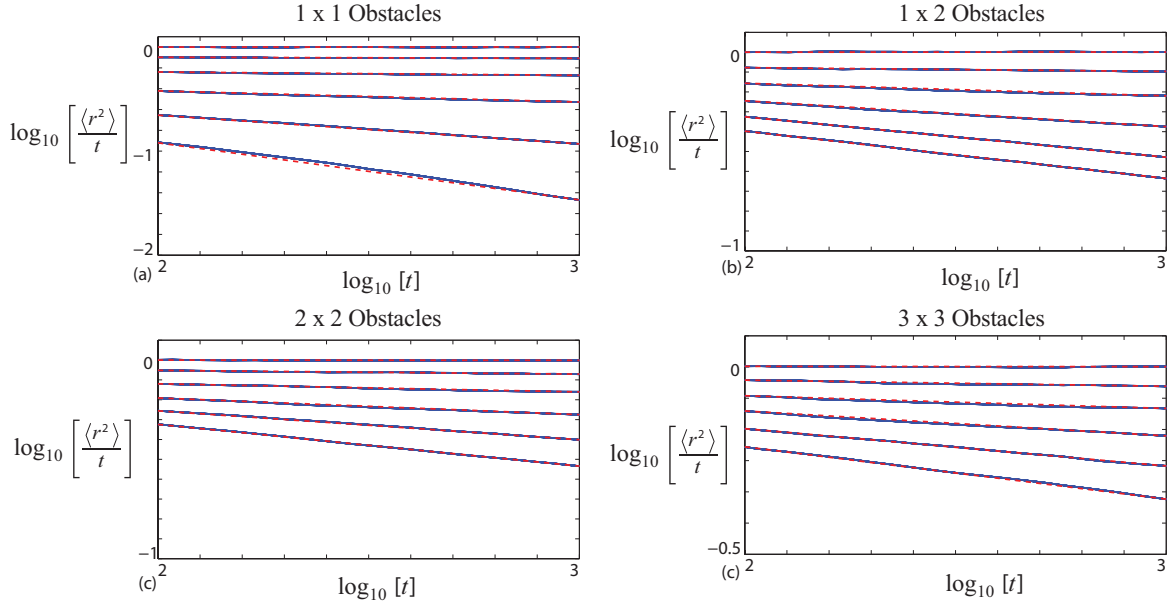 1 x 1 Obstacles
0
log₁₀ [⟨r²⟩/t]
−1
−2
(a)
2
3
log₁₀ [t]
1 x 2 Obstacles
0
log₁₀ [⟨r²⟩/t]
−1
(b)
2
3
log₁₀ [t]
2 x 2 Obstacles
0
log₁₀ [⟨r²⟩/t]
−1
(c)
2
3
log₁₀ [t]
3 x 3 Obstacles
0
log₁₀ [⟨r²⟩/t]
−0.5
(c)
2
3
log₁₀ [t]